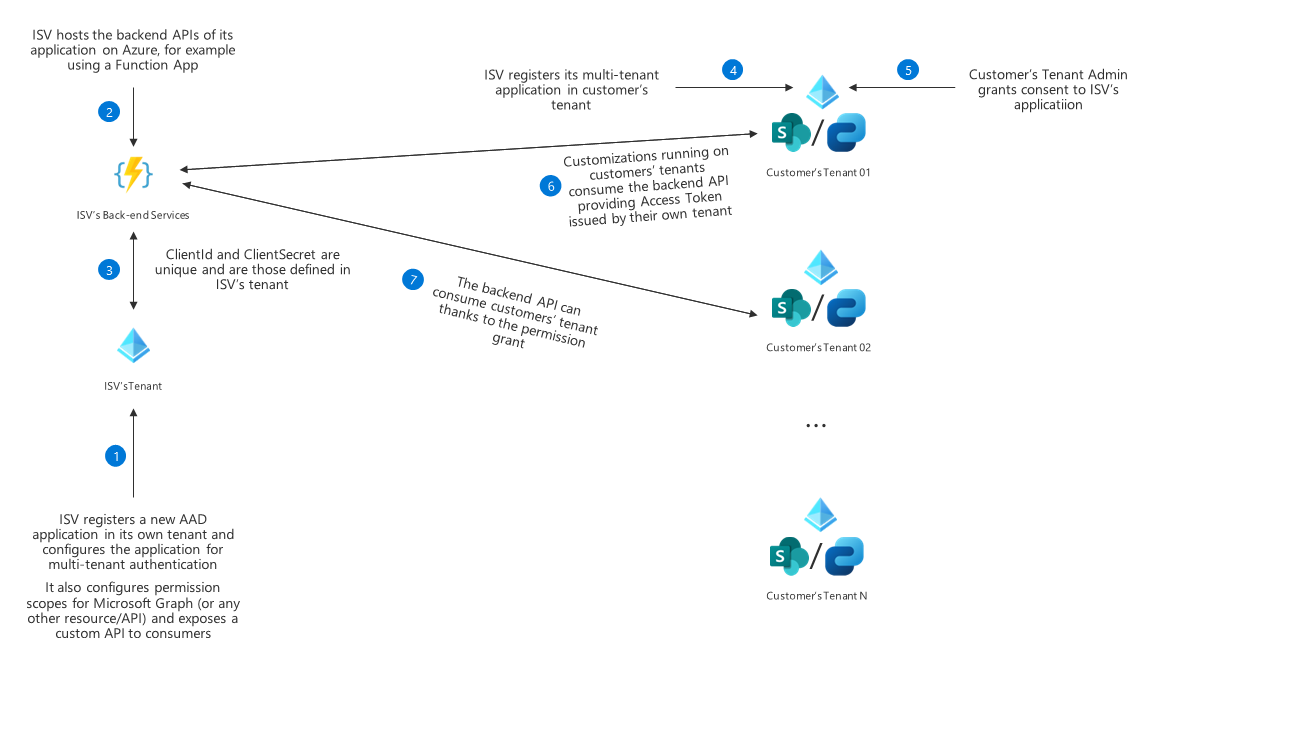 ISV hosts the backend APIs of its
application on Azure, for example
using a Function App
2
ISV's Back-end Services
3
ClientId and ClientSecret are
unique and are those defined in
ISV's tenant
ISV'sTenant
1
ISV registers a new AAD
application in its own tenant and
configures the application for
multi-tenant authentication
It also configures permission
scopes for Microsoft Graph (or any
other resource/API) and exposes a
custom API to consumers
ISV registers its multi-tenant
application in customer's
tenant
4
5
Customer's Tenant Admin
grants consent to ISV's
applicatiion
S
/
Customer'sTenant 01
6
Customizations running on
customers' tenants
consume the backend API
providing Access Token
issued by their own tenant
7
The backend API can
consume customers' tenant
thanks to the permission
grant
S
/
Customer'sTenant 02
...
S
/
Customer'sTenant N